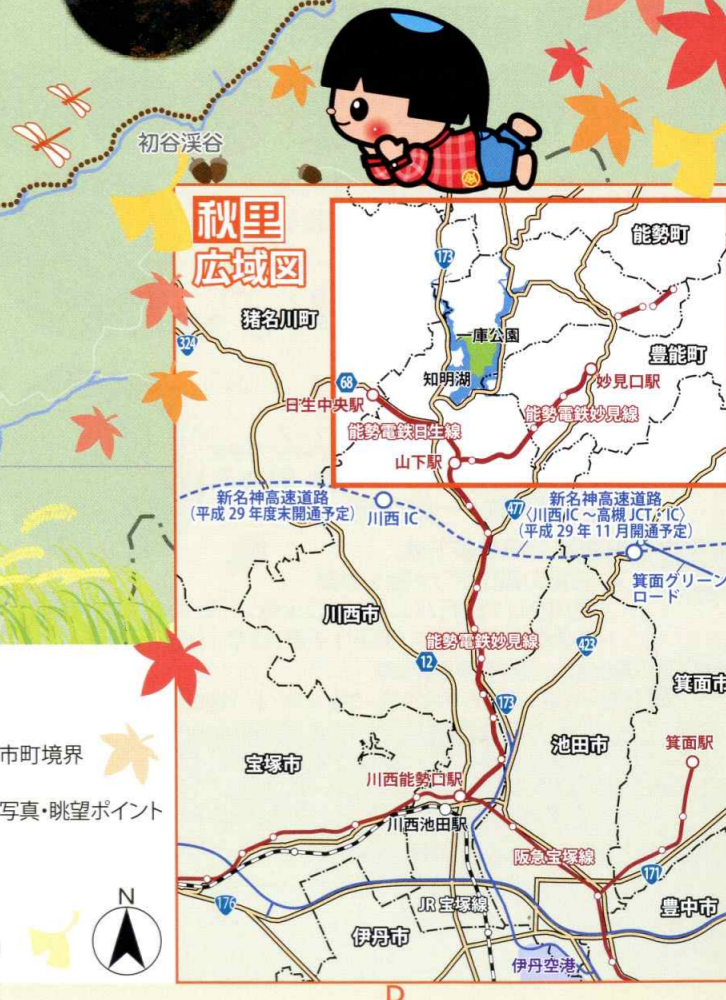 初谷渓谷
秋里
広域図
能勢町
173
猪名川町
一庫公園
324
豊能町
知明湖
68
妙見口駅
日生中央駅
能勢電鉄妙見線
能勢電鉄日生線
山下駅
新名神高速道路
(平成29年度末開通予定)
川西IC
477
新名神高速道路
〈川西IC〜高槻JCT・IC〉
(平成29年11月開通予定)
箕面グリーン
ロード
川西市
能勢電鉄妙見線
423
12
箕面市
173
市町境界
宝塚市
池田市
箕面駅
川西能勢口駅
写真・眺望ポイント
川西池田駅
阪急宝塚線
171
176
JR宝塚線
豊中市
N
伊丹市
伊丹空港
D